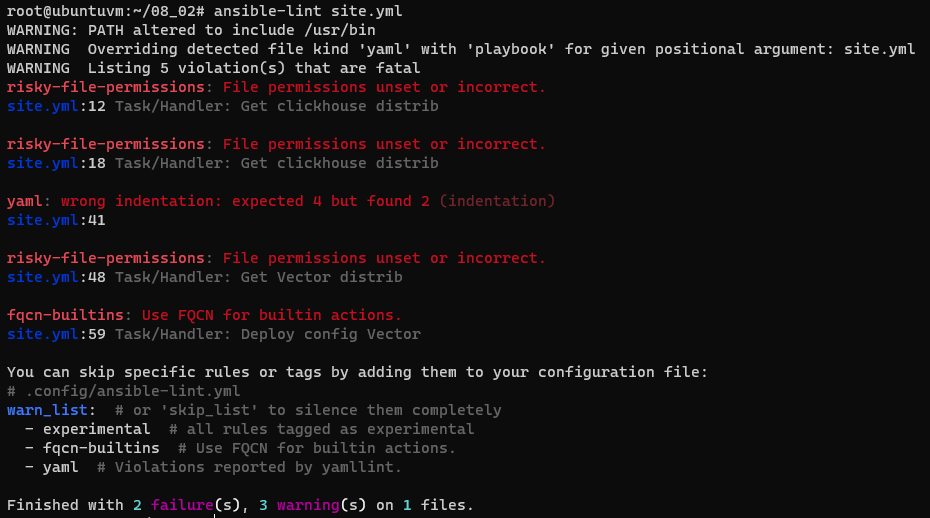 root@ubuntuvm:~/08_02# ansible-lint site.yml
WARNING: PATH altered to include /usr/bin
WARNING  Overriding detected file kind 'yaml' with 'playbook' for given positional argument: site.yml
WARNING  Listing 5 violation(s) that are fatal
risky-file-permissions: File permissions unset or incorrect.
site.yml:12 Task/Handler: Get clickhouse distrib
risky-file-permissions: File permissions unset or incorrect.
site.yml:18 Task/Handler: Get clickhouse distrib
yaml: wrong indentation: expected 4 but found 2 (indentation)
site.yml:41
risky-file-permissions: File permissions unset or incorrect.
site.yml:48 Task/Handler: Get Vector distrib
fqcn-builtins: Use FQCN for builtin actions.
site.yml:59 Task/Handler: Deploy config Vector
You can skip specific rules or tags by adding them to your configuration file:
# .config/ansible-lint.yml
warn_list:  # or 'skip_list' to silence them completely
  - experimental  # all rules tagged as experimental
  - fqcn-builtins  # Use FQCN for builtin actions.
  - yaml  # Violations reported by yamllint.
Finished with 2 failure(s), 3 warning(s) on 1 files.